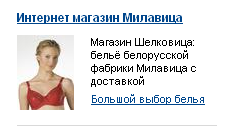 Интернет магазин Милавица
Магазин Шелковица:
бельё белорусской
фабрики Милавица с
доставкой
Большой выбор белья